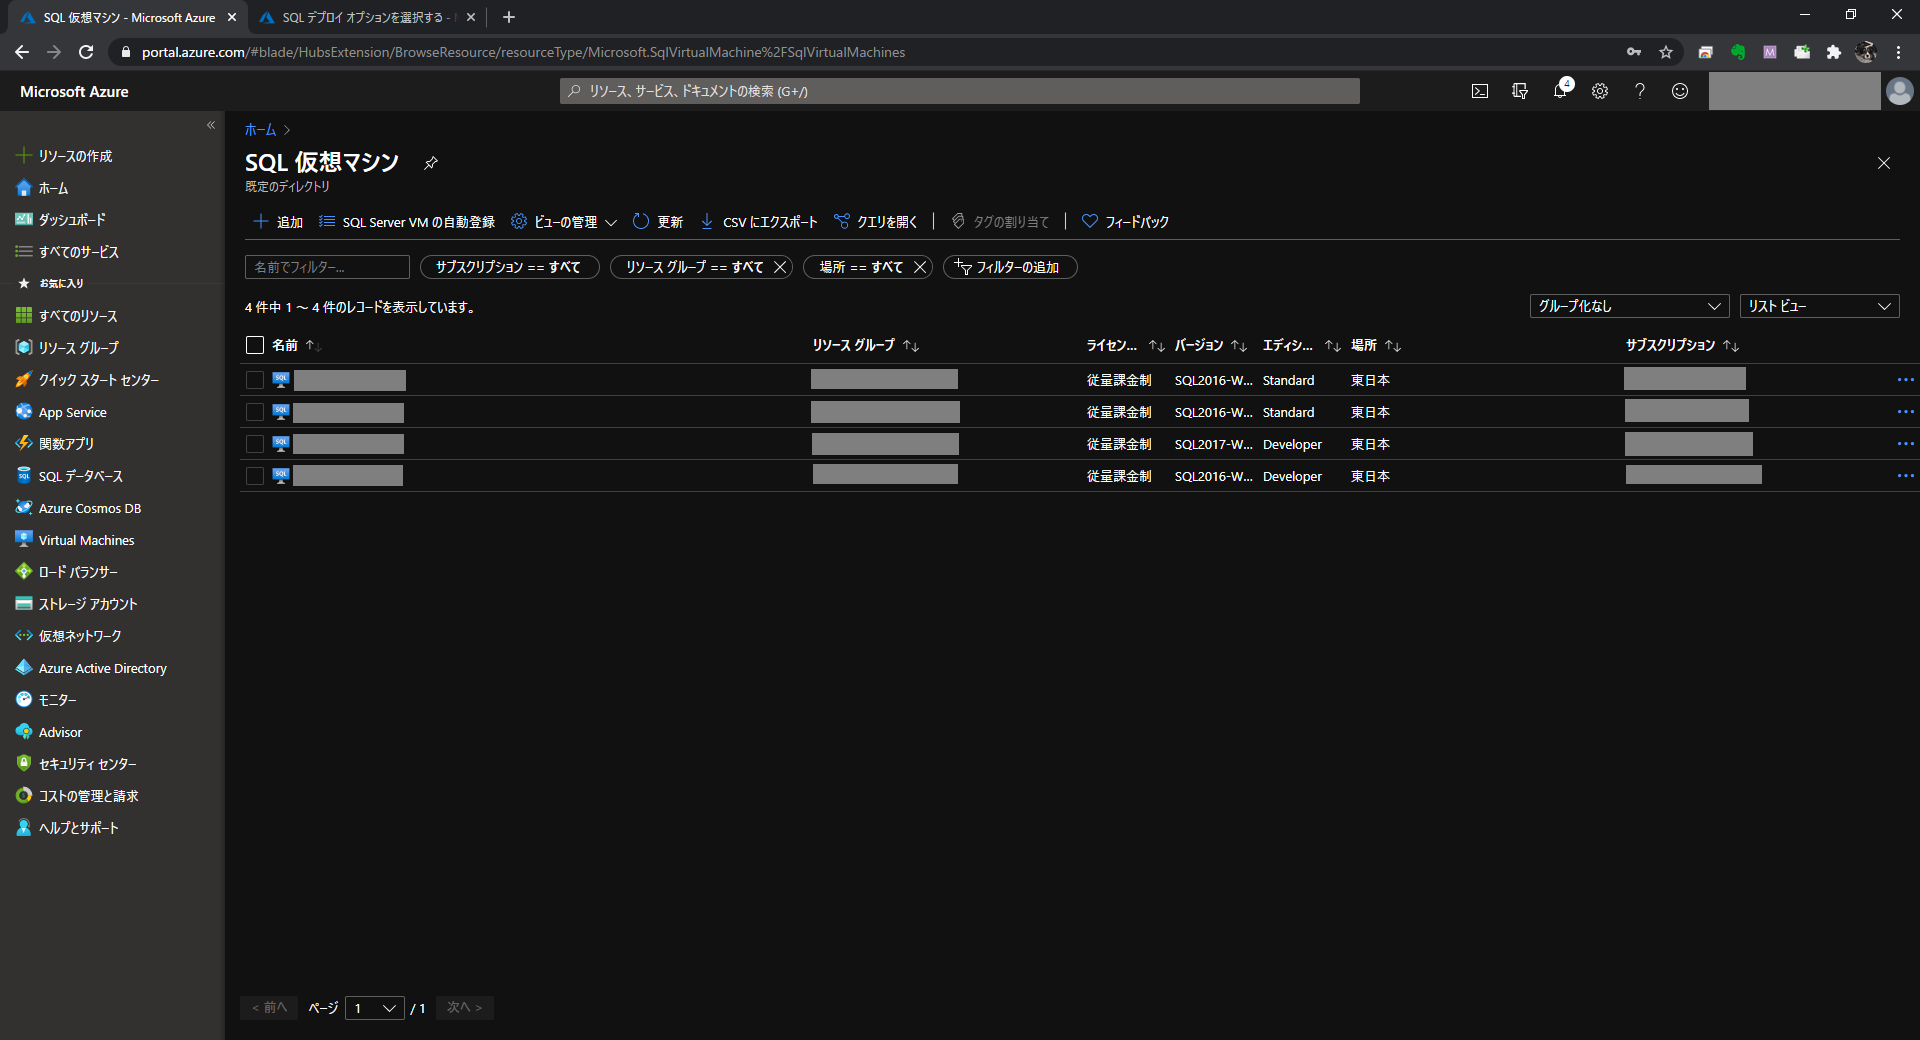 SQL 仮想マシン - Microsoft Azure
SQL デプロイ オプションを選択する -
portal.azure.com/#blade/HubsExtension/BrowseResource/resourceType/Microsoft.SqlVirtualMachine%2FSqlVirtualMachines
Microsoft Azure
リソース、サービス、ドキュメントの検索 (G+/)
4
ホーム
SQL 仮想マシン
既定のディレクトリ
追加
SQL Server VM の自動登録
ビューの管理
更新
CSV にエクスポート
クエリを開く
タグの割り当て
フィードバック
名前でフィルター...
サブスクリプション == すべて
リソース グループ == すべて
場所 == すべて
フィルターの追加
4 件中 1 ～ 4 件のレコードを表示しています。
グループ化なし
リスト ビュー
名前 リソース グループ ライセン... バージョン エディシ... 場所 サブスクリプション
SQL 従量課金制 SQL2016-W... Standard 東日本
SQL 従量課金制 SQL2016-W... Standard 東日本
SQL 従量課金制 SQL2017-W... Developer 東日本
SQL 従量課金制 SQL2016-W... Developer 東日本
< 前へ ページ 1 / 1 次へ >
リソースの作成
ホーム
ダッシュボード
すべてのサービス
お気に入り
すべてのリソース
リソース グループ
クイック スタート センター
App Service
関数アプリ
SQL データベース
Azure Cosmos DB
Virtual Machines
ロード バランサー
ストレージ アカウント
仮想ネットワーク
Azure Active Directory
モニター
Advisor
セキュリティ センター
コストの管理と請求
ヘルプとサポート